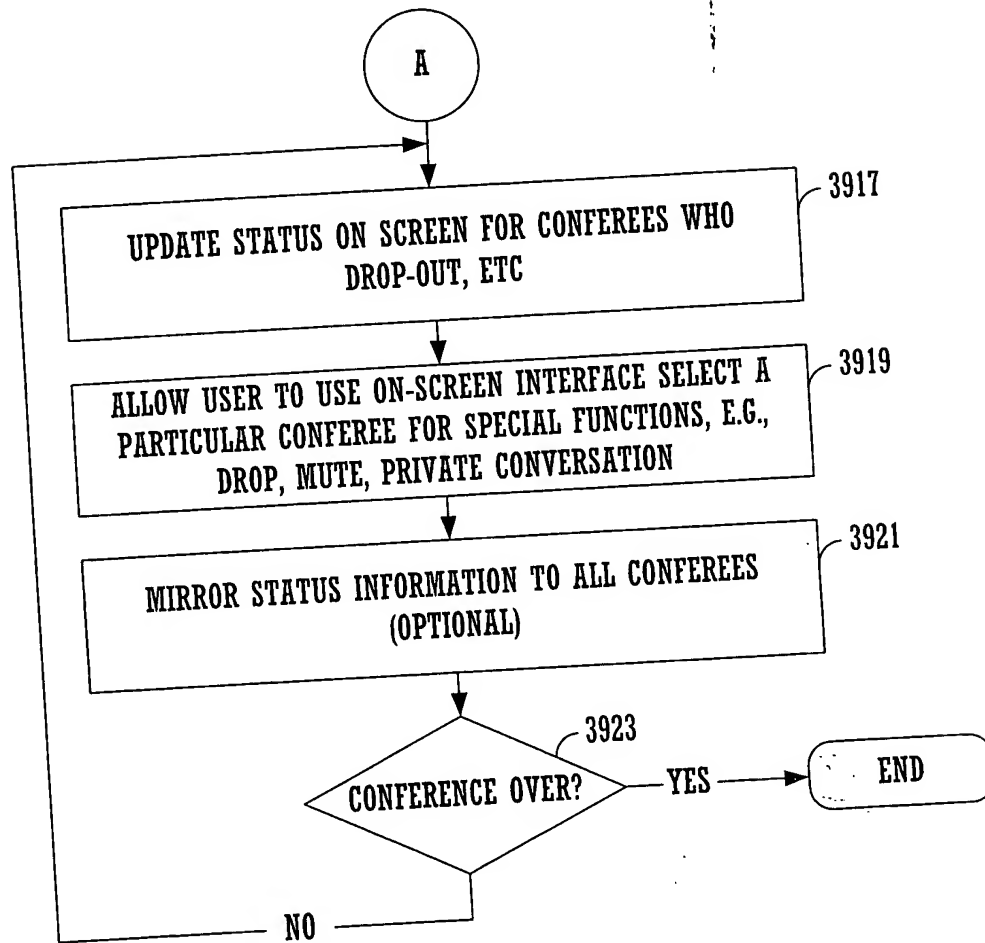 A
3917
UPDATE STATUS ON SCREEN FOR CONFEREES WHO
DROP-OUT, ETC
3919
ALLOW USER TO USE ON-SCREEN INTERFACE SELECT A
PARTICULAR CONFEREE FOR SPECIAL FUNCTIONS, E.G.,
DROP, MUTE, PRIVATE CONVERSATION
3921
MIRROR STATUS INFORMATION TO ALL CONFEREES
(OPTIONAL)
3923
CONFERENCE OVER?
YES
END
NO